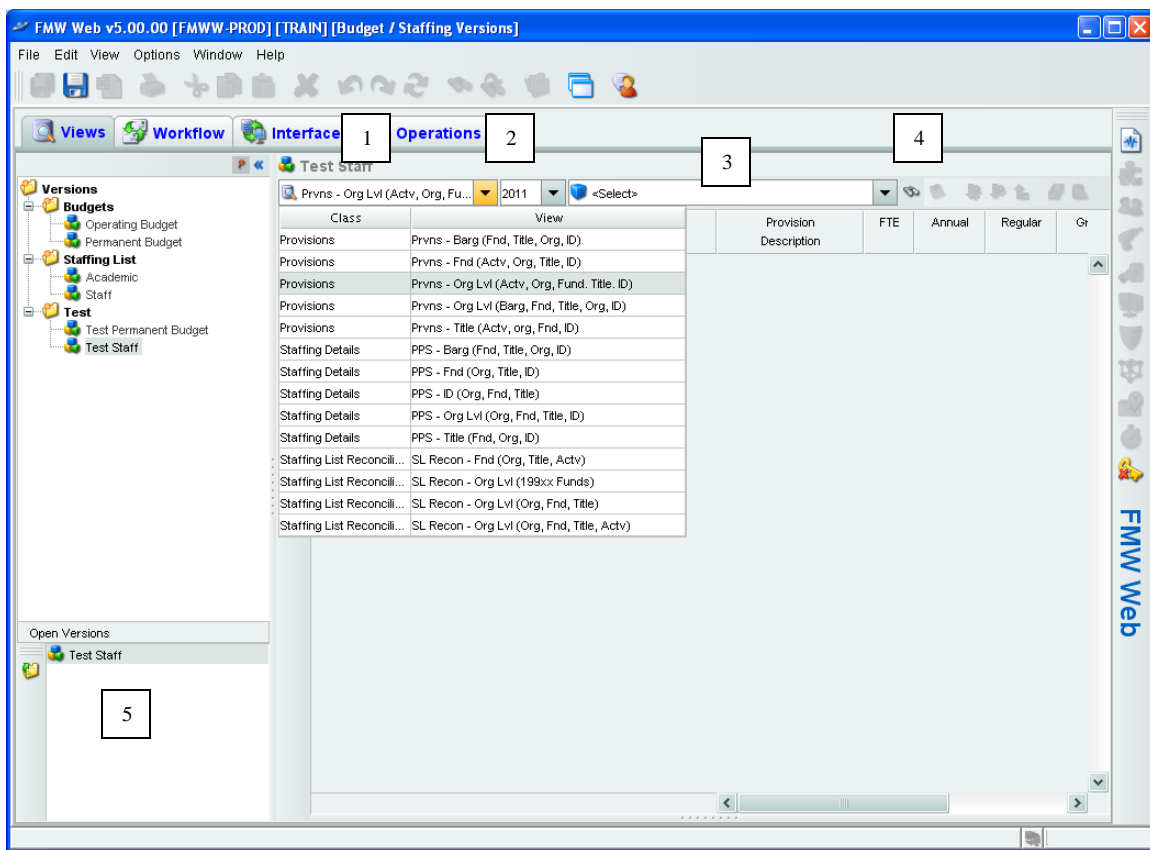 FMW Web v5.00.00 [FMWW-PROD] [TRAIN] [Budget / Staffing Versions]
File Edit View Options Window Help
Views Workflow Interface 1 Operations 2
3
4
Test Staff
Versions
Budgets
Operating Budget
Permanent Budget
Staffing List
Academic
Staff
Test
Test Permanent Budget
Test Staff
Prvns - Org Lvl (Actv, Org, Fu... 2011 <Select>
Class View
Provisions Prvns - Barg (Fnd, Title, Org, ID)
Provisions Prvns - Fnd (Actv, Org, Title, ID)
Provisions Prvns - Org Lvl (Actv, Org, Fund. Title. ID)
Provisions Prvns - Org Lvl (Barg, Fnd, Title, Org, ID)
Provisions Prvns - Title (Actv, org, Fnd, ID)
Staffing Details PPS - Barg (Fnd, Title, Org, ID)
Staffing Details PPS - Fnd (Org, Title, ID)
Staffing Details PPS - ID (Org, Fnd, Title)
Staffing Details PPS - Org Lvl (Org, Fnd, Title, ID)
Staffing Details PPS - Title (Fnd, Org, ID)
Staffing List Reconcili... SL Recon - Fnd (Org, Title, Actv)
Staffing List Reconcili... SL Recon - Org Lvl (199xx Funds)
Staffing List Reconcili... SL Recon - Org Lvl (Org, Fnd, Title)
Staffing List Reconcili... SL Recon - Org Lvl (Org, Fnd, Title, Actv)
Provision Description FTE Annual Regular Gr
Open Versions
Test Staff
5
FMW Web